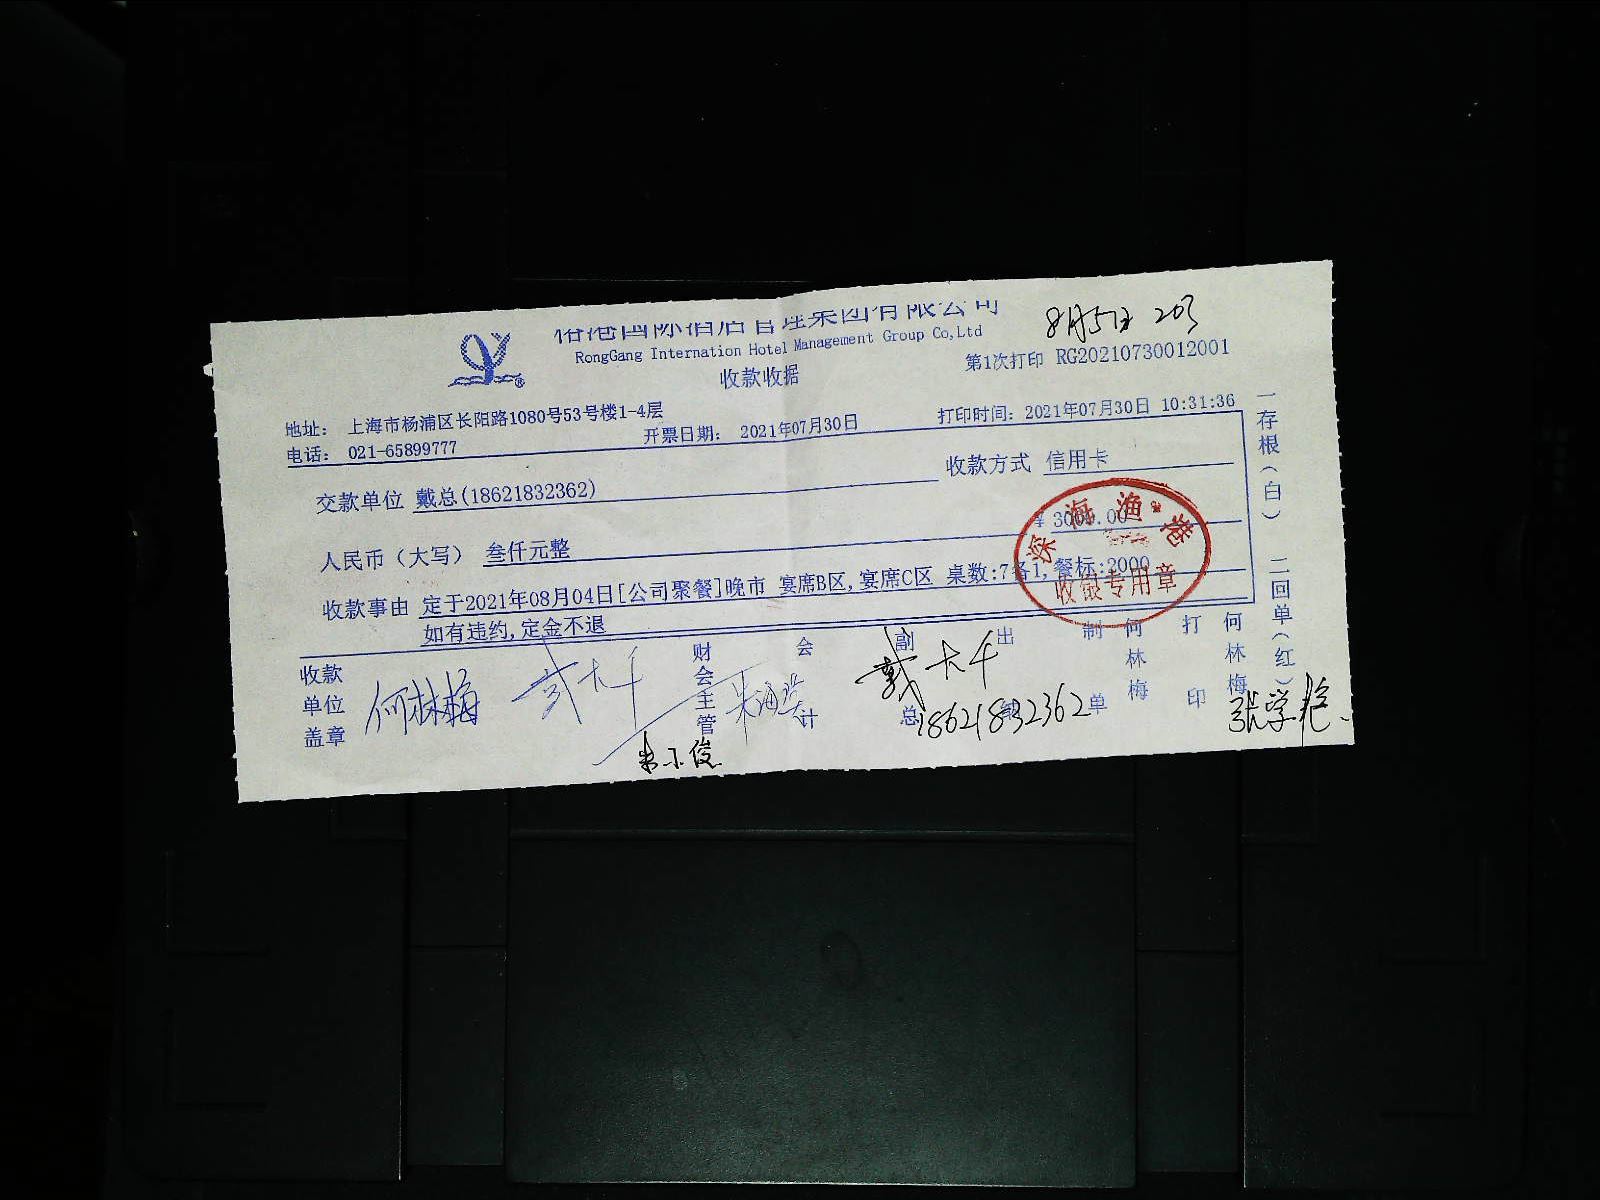 国际酒店管理集团有限公司
RongGang Internation Hotel Management Group Co,Ltd
8月5日
收款收据
第1次打印 RG20210730012001
地址: 上海市杨浦区长阳路1080号53号楼1-4层
电话: 021-65899777
开票日期: 2021年07月30日
打印时间: 2021年07月30日 10:31:36
交款单位 戴总(18621832362)
收款方式 信用卡
人民币(大写) 叁仟元整
¥ 3000.00
收款事由 定于2021年08月04日[公司聚餐]晚市 宴席B区,宴席C区 桌数:7备1,餐标:2000
如有违约,定金不退
深海渔港
收银专用章
一存根(白) 二回单(红)
收款单位盖章
何林梅
财会主管
会计
副总
戴大千
18621832362
出
制单
何林梅
打印
何林梅
朱小俊
张学艳